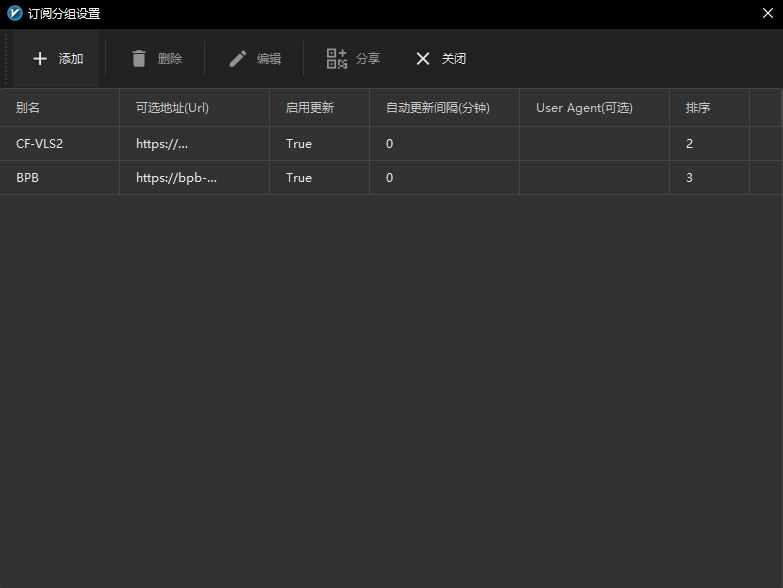 订阅分组设置
添加 删除 编辑 分享 关闭
别名 可选地址(Url) 启用更新 自动更新间隔(分钟) User Agent(可选) 排序
CF-VLS2 https://... True 0 2
BPB https://bpb-... True 0 3